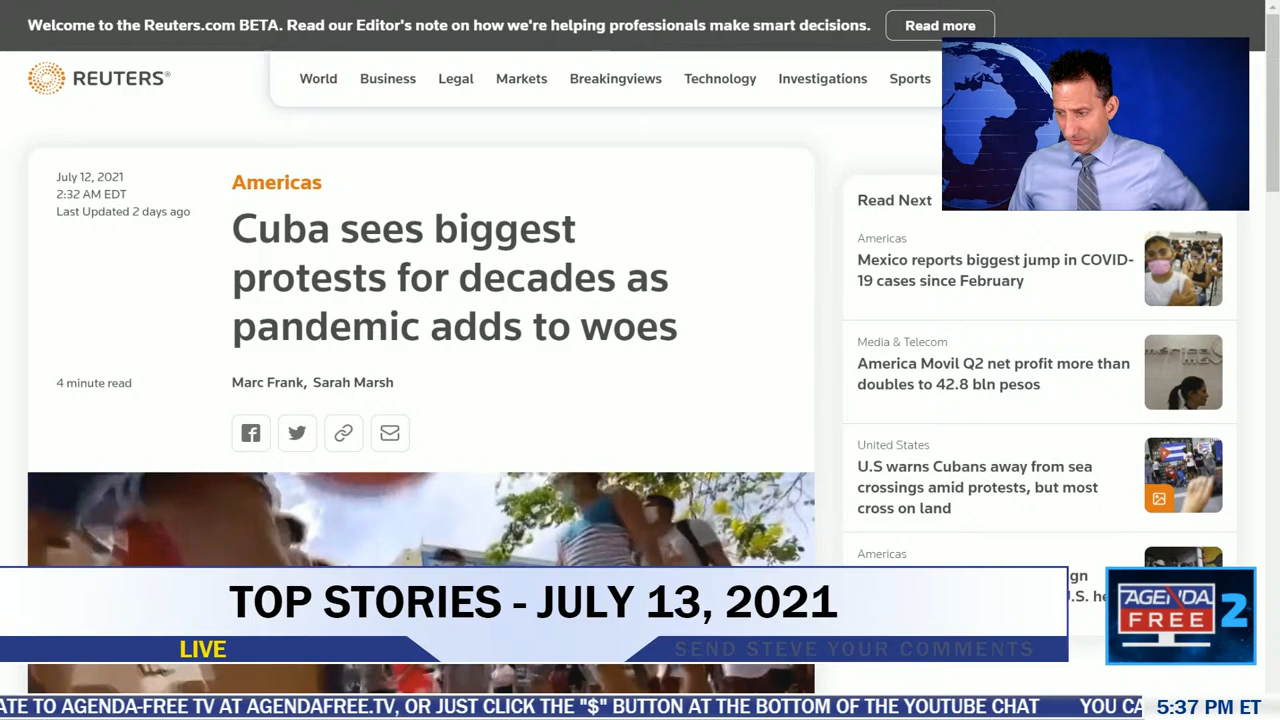 Welcome to the Reuters.com BETA. Read our Editor's note on how we're helping professionals make smart decisions.
Read more
REUTERS®
World Business Legal Markets Breakingviews Technology Investigations Sports
July 12, 2021
2:32 AM EDT
Last Updated 2 days ago
Americas
Cuba sees biggest
protests for decades as
pandemic adds to woes
4 minute read
Marc Frank, Sarah Marsh
Read Next
Americas
Mexico reports biggest jump in COVID-
19 cases since February
Media & Telecom
America Movil Q2 net profit more than
doubles to 42.8 bln pesos
United States
U.S warns Cubans away from sea
crossings amid protests, but most
cross on land
Americas
TOP STORIES - JULY 13, 2021
LIVE
SEND STEVE YOUR COMMENTS
AGENDA
FREE
2
ATE TO AGENDA-FREE TV AT AGENDAFREE.TV, OR JUST CLICK THE "$" BUTTON AT THE BOTTOM OF THE YOUTUBE CHAT YOU CA
5:37 PM ET